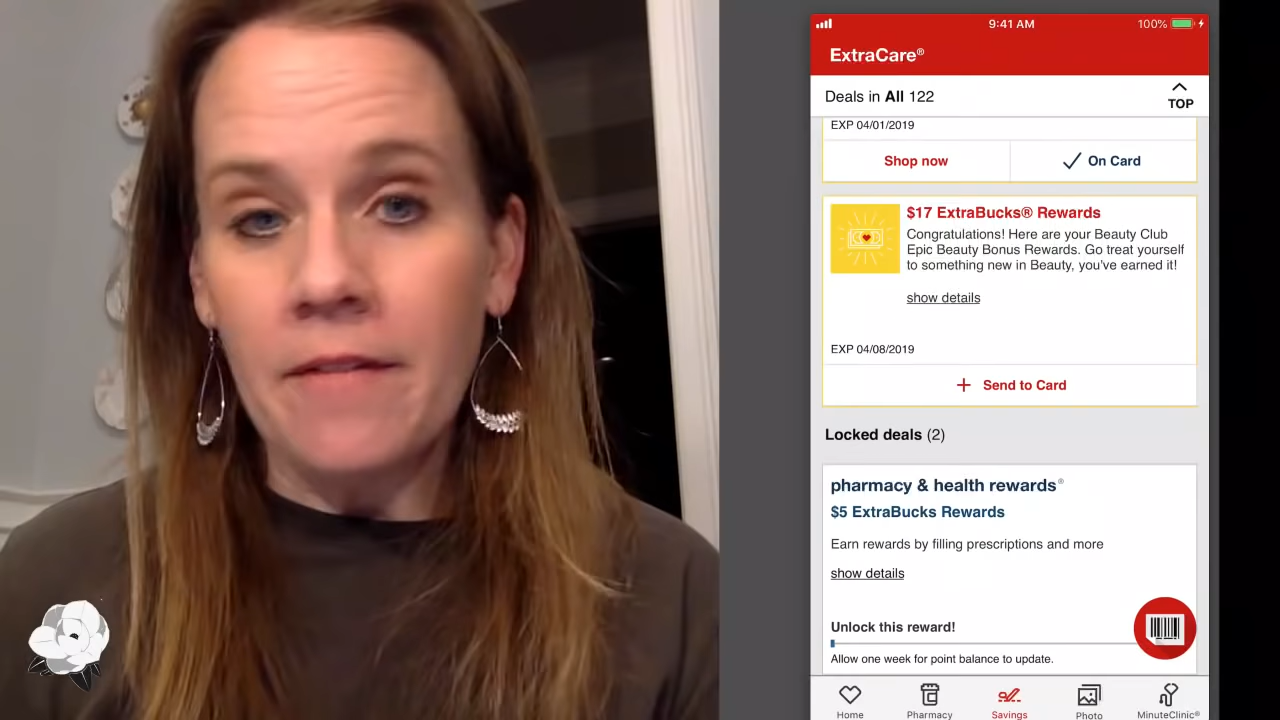 9:41 AM
100%
ExtraCare®
Deals in All 122
TOP
EXP 04/01/2019
Shop now
On Card
$17 ExtraBucks® Rewards
Congratulations! Here are your Beauty Club
Epic Beauty Bonus Rewards. Go treat yourself
to something new in Beauty, you've earned it!
show details
EXP 04/08/2019
+ Send to Card
Locked deals (2)
pharmacy & health rewards®
$5 ExtraBucks Rewards
Earn rewards by filling prescriptions and more
show details
Unlock this reward!
Allow one week for point balance to update.
Home
Pharmacy
Savings
Photo
MinuteClinic®